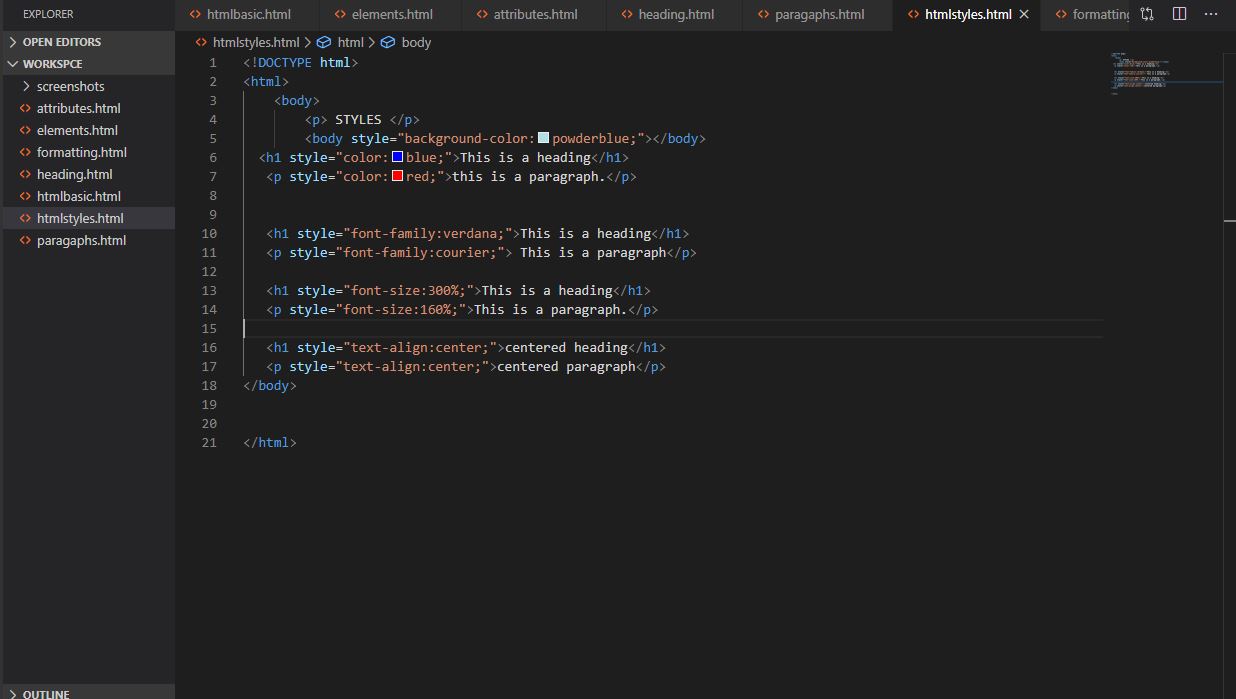 EXPLORER
htmlbasic.html
elements.html
attributes.html
heading.html
paragaphs.html
htmlstyles.html
formatting
OPEN EDITORS
WORKSPCE
screenshots
attributes.html
elements.html
formatting.html
heading.html
htmlbasic.html
htmlstyles.html
paragaphs.html
OUTLINE
htmlstyles.html > html > body
1 <!DOCTYPE html>
2 <html>
3 <body>
4 <p> STYLES </p>
5 <body style="background-color:powderblue;"></body>
6 <h1 style="color:blue;">This is a heading</h1>
7 <p style="color:red;">this is a paragraph.</p>
8
9
10 <h1 style="font-family:verdana;">This is a heading</h1>
11 <p style="font-family:courier;"> This is a paragraph</p>
12
13 <h1 style="font-size:300%;">This is a heading</h1>
14 <p style="font-size:160%;">This is a paragraph.</p>
15
16 <h1 style="text-align:center;">centered heading</h1>
17 <p style="text-align:center;">centered paragraph</p>
18 </body>
19
20
21 </html>